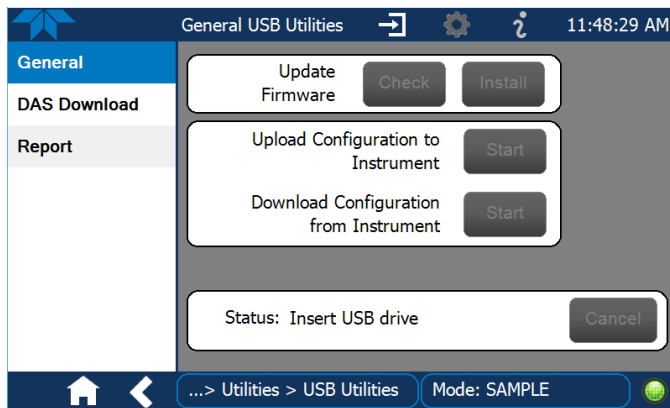 General USB Utilities
11:48:29 AM
General
DAS Download
Report
Update
Firmware
Check
Install
Upload Configuration to
Instrument
Start
Download Configuration
from Instrument
Start
Status: Insert USB drive
Cancel
...> Utilities > USB Utilities
Mode: SAMPLE